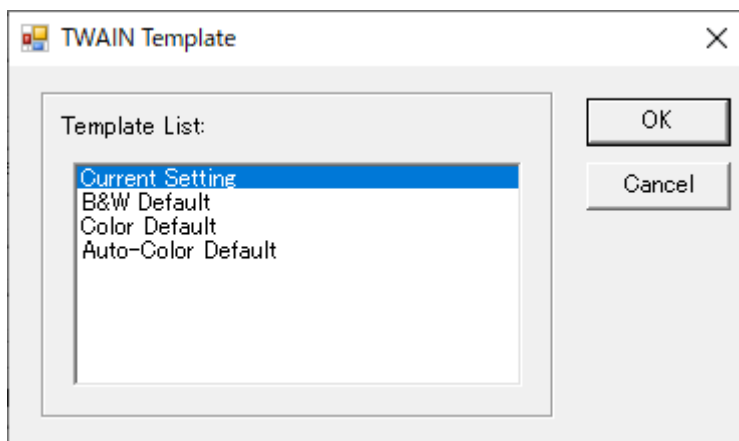 TWAIN Template
Template List:
Current Setting
B&W Default
Color Default
Auto-Color Default
OK
Cancel